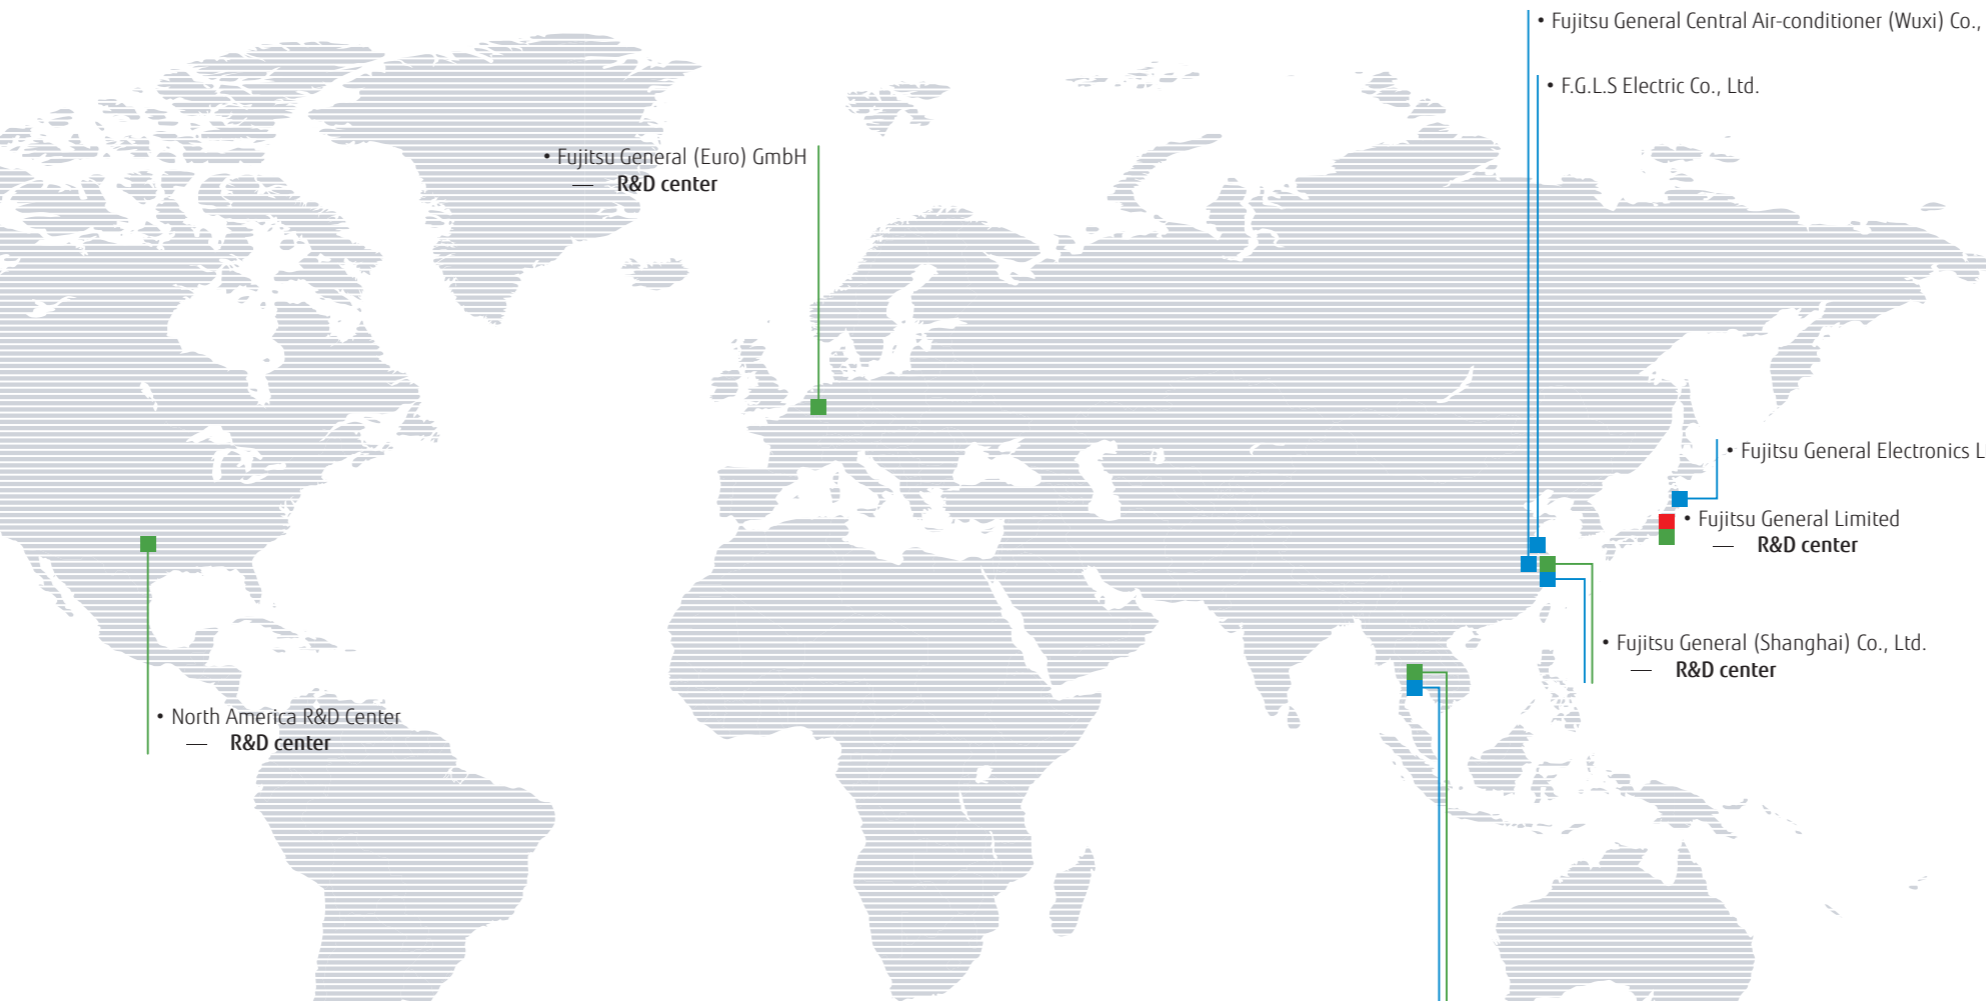 • Fujitsu General Central Air-conditioner (Wuxi) Co.,
• F.G.L.S Electric Co., Ltd.
• Fujitsu General (Euro) GmbH
— R&D center
• Fujitsu General Electronics L
• Fujitsu General Limited
— R&D center
• Fujitsu General (Shanghai) Co., Ltd.
— R&D center
• North America R&D Center
— R&D center